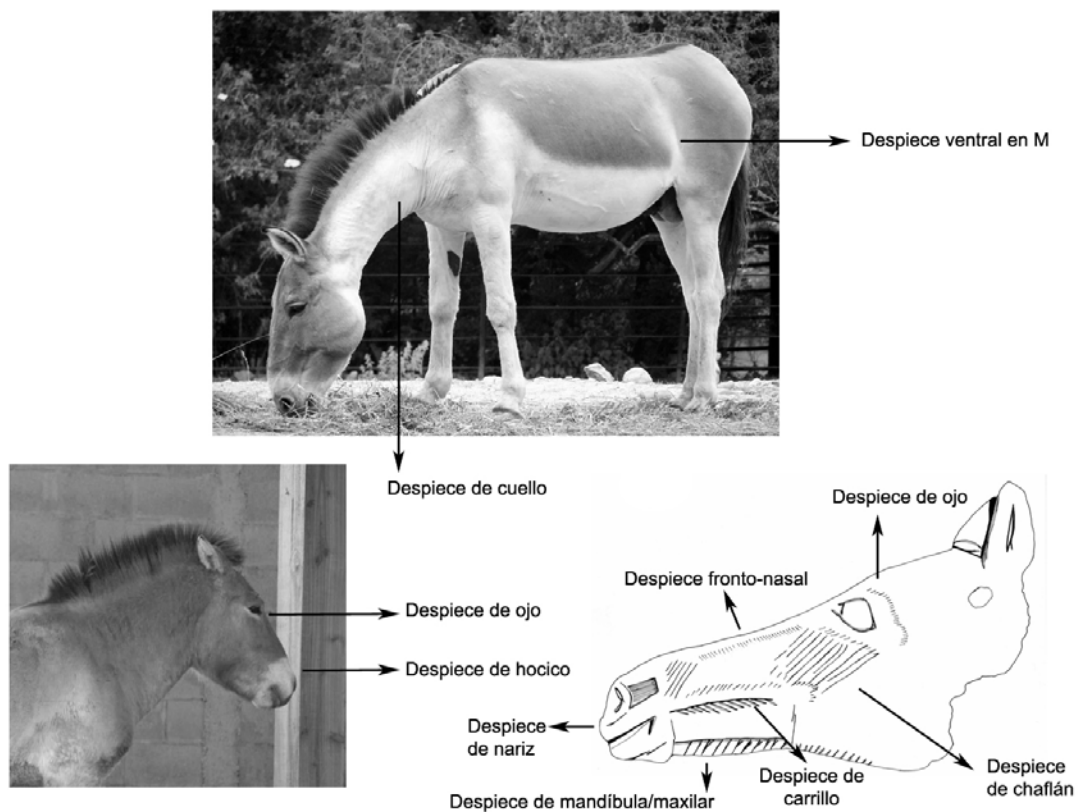 Despiece ventral en M
Despiece de cuello
Despiece de ojo
Despiece fronto-nasal
Despiece de ojo
Despiece de hocico
Despiece
de nariz
Despiece de
carrillo
Despiece
de chaflán
Despiece de mandíbula/maxilar